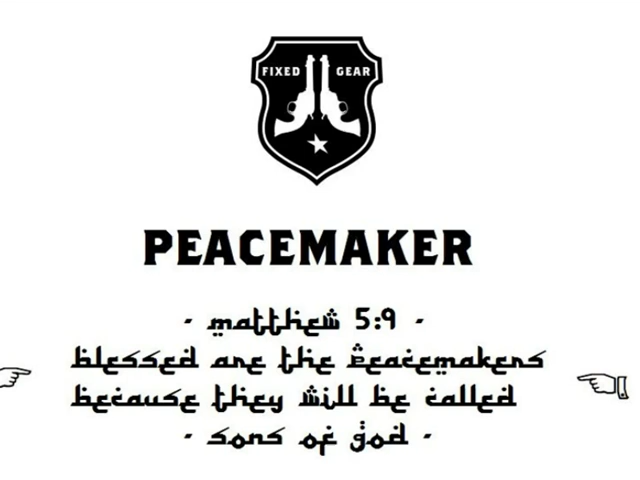 FIXED GEAR
PEACEMAKER
- matthew 5:9 -
blessed are the peacemakers
because they will be called
- sons of god -